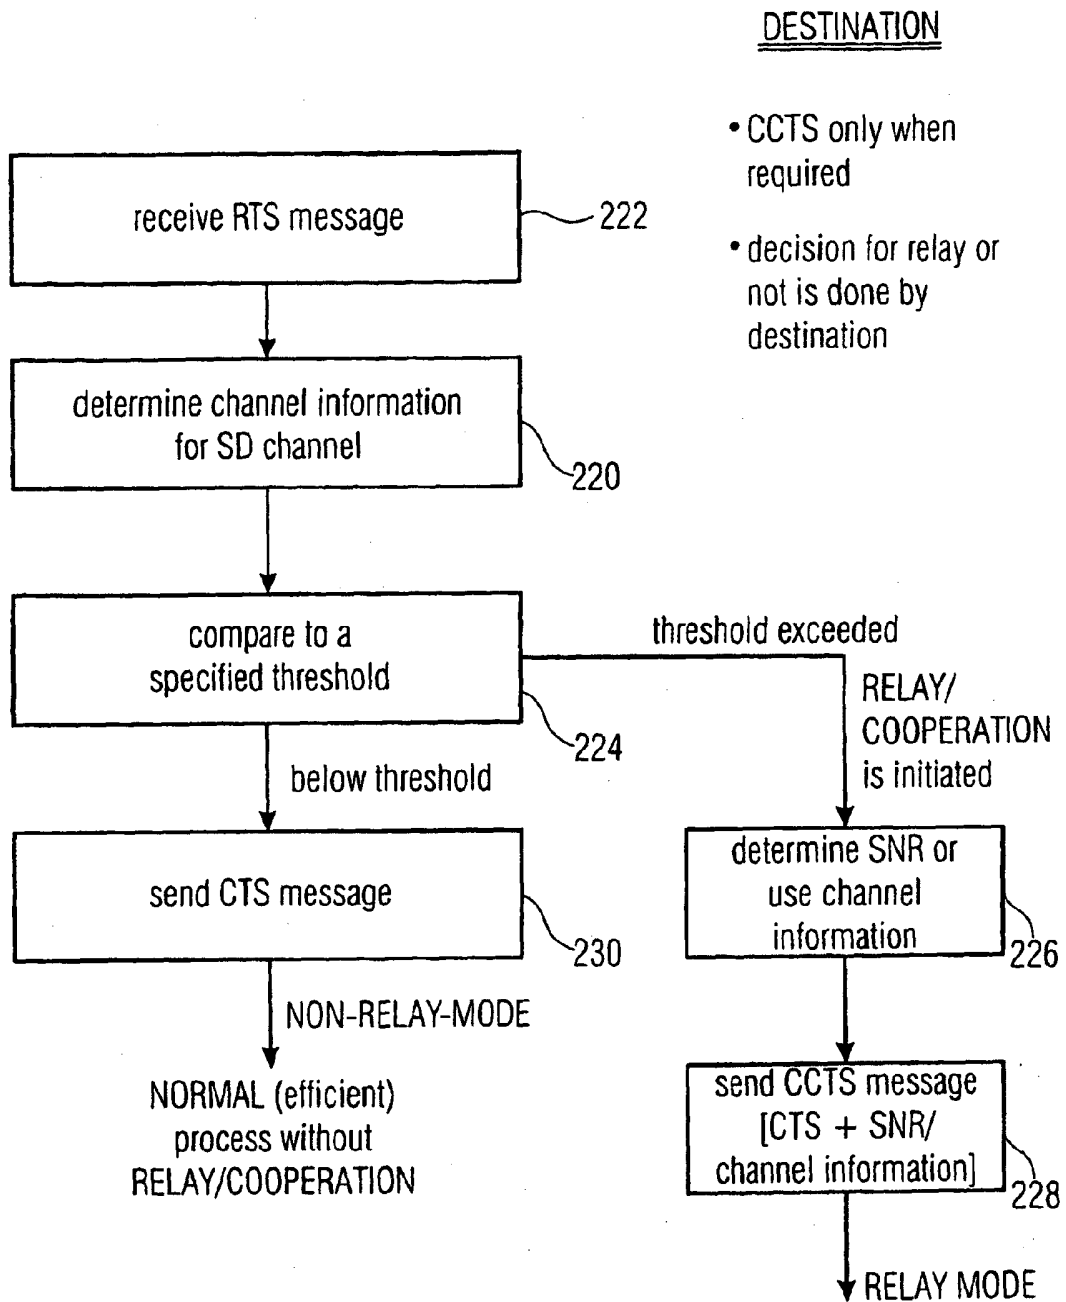 DESTINATION
• CCTS only when
required
• decision for relay or
not is done by
destination
receive RTS message
222
determine channel information
for SD channel
220
compare to a
specified threshold
224
threshold exceeded
RELAY/
COOPERATION
is initiated
below threshold
send CTS message
230
determine SNR or
use channel
information
226
NON-RELAY-MODE
NORMAL (efficient)
process without
RELAY/COOPERATION
send CCTS message
[CTS + SNR/
channel information]
228
RELAY MODE